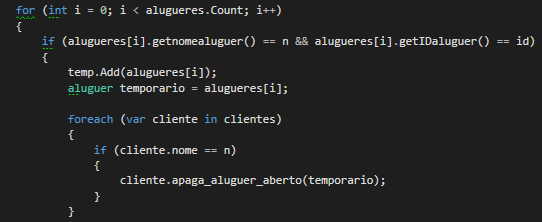 for (int i = 0; i < alugueres.Count; i++)
{
if (alugueres[i].getnomealuguer() == n && alugueres[i].getIDaluguer() == id)
{
temp.Add(alugueres[i]);
aluguer temporario = alugueres[i];
foreach (var cliente in clientes)
{
if (cliente.nome == n)
{
cliente.apaga_aluguer_aberto(temporario);
}
}